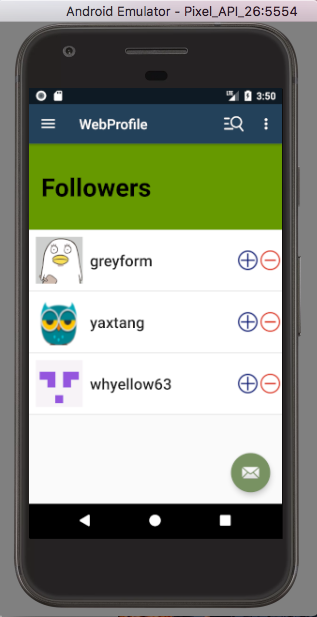 Android Emulator - Pixel_API_26:5554
3:50
WebProfile
Followers
greyform
yaxtang
whyellow63